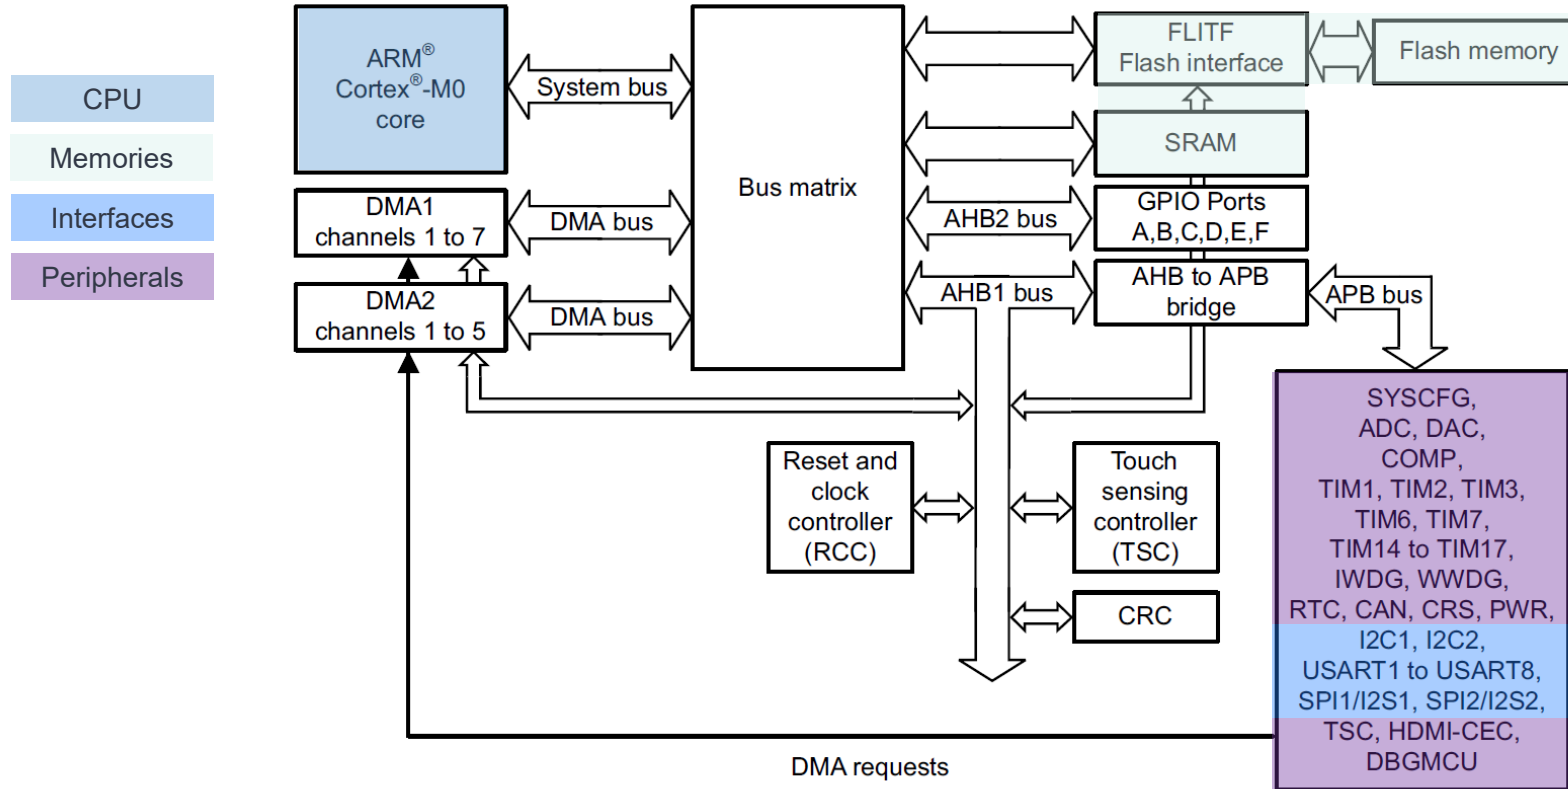 CPU
Memories
Interfaces
Peripherals
ARM®
Cortex®-M0
core
System bus
DMA1
channels 1 to 7
DMA bus
DMA2
channels 1 to 5
DMA bus
Bus matrix
FLITF
Flash interface
Flash memory
SRAM
AHB2 bus
GPIO Ports
A,B,C,D,E,F
AHB1 bus
AHB to APB
bridge
APB bus
Reset and
clock
controller
(RCC)
Touch
sensing
controller
(TSC)
CRC
SYSCFG,
ADC, DAC,
COMP,
TIM1, TIM2, TIM3,
TIM6, TIM7,
TIM14 to TIM17,
IWDG, WWDG,
RTC, CAN, CRS, PWR,
I2C1, I2C2,
USART1 to USART8,
SPI1/I2S1, SPI2/I2S2,
TSC, HDMI-CEC,
DBGMCU
DMA requests